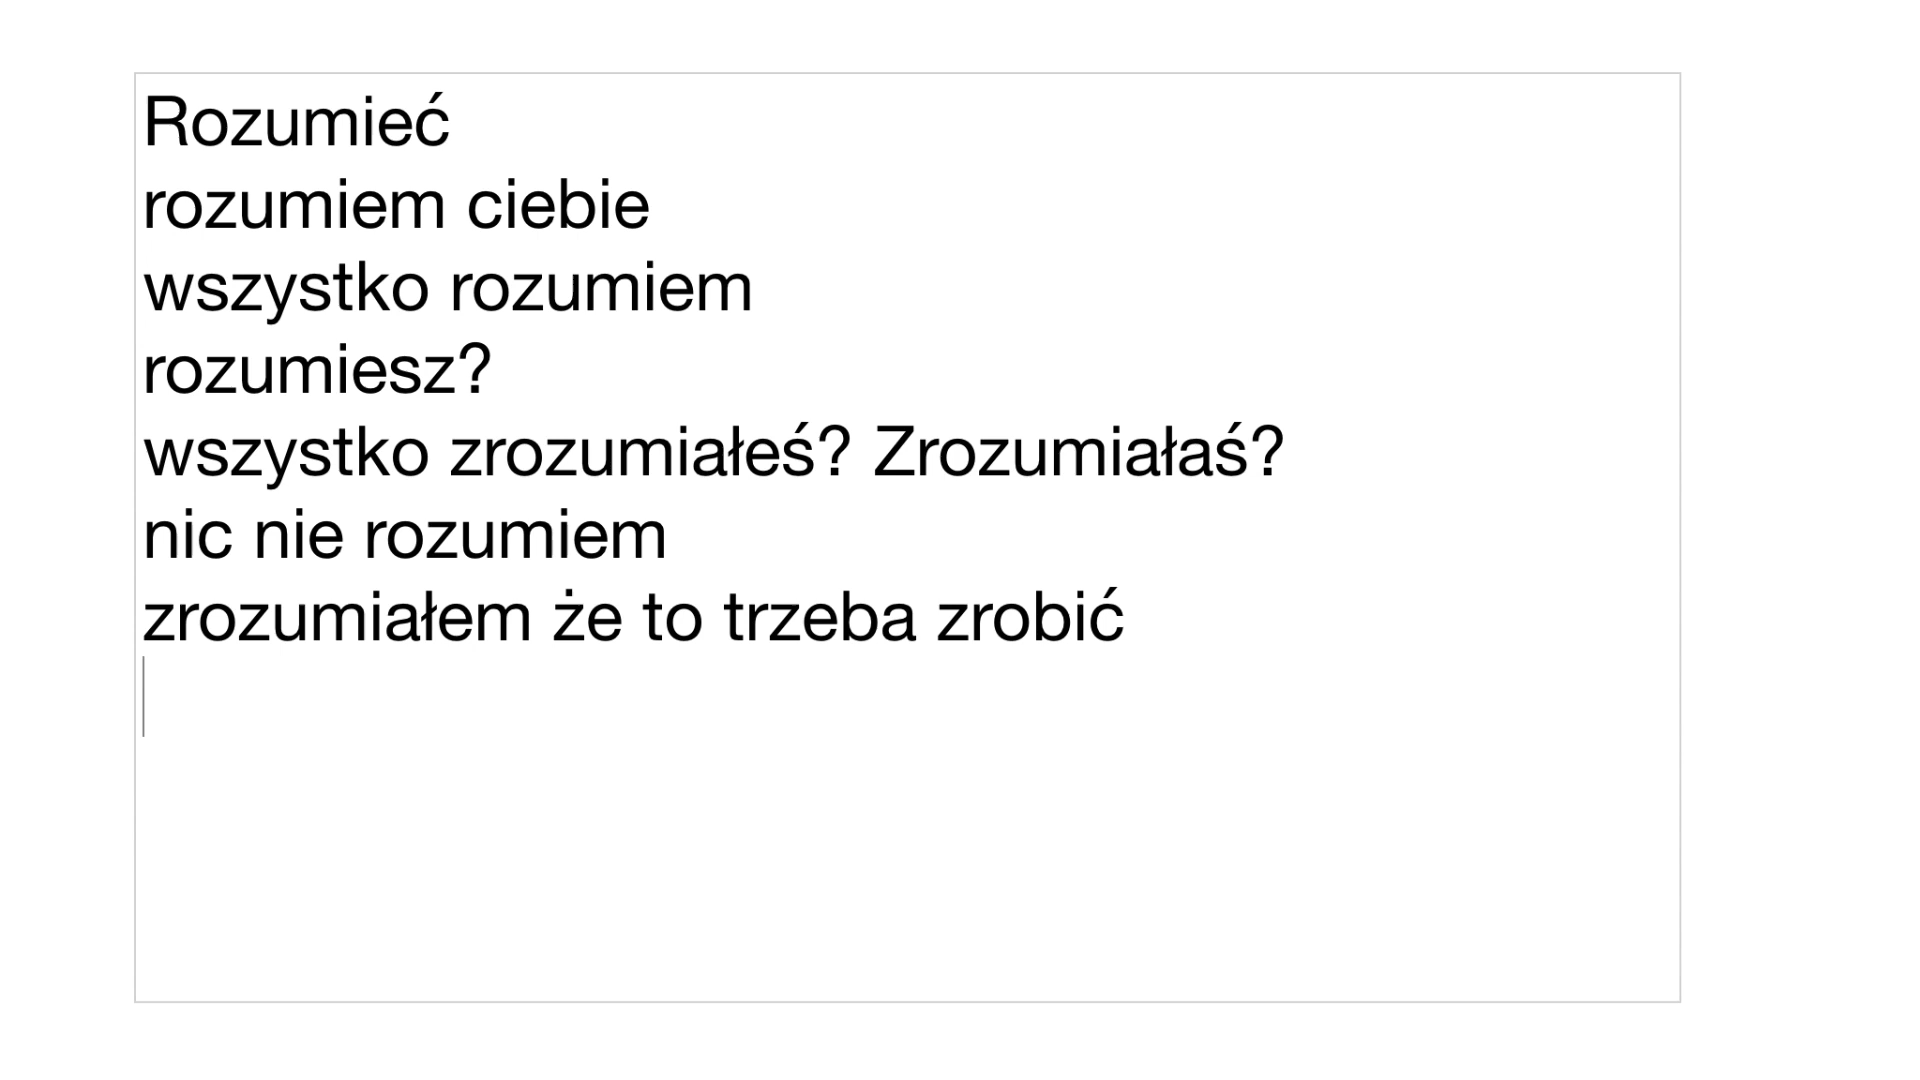 Rozumieć
rozumiem ciebie
wszystko rozumiem
rozumiesz?
wszystko zrozumiałeś? Zrozumiałaś?
nic nie rozumiem
zrozumiałem że to trzeba zrobić